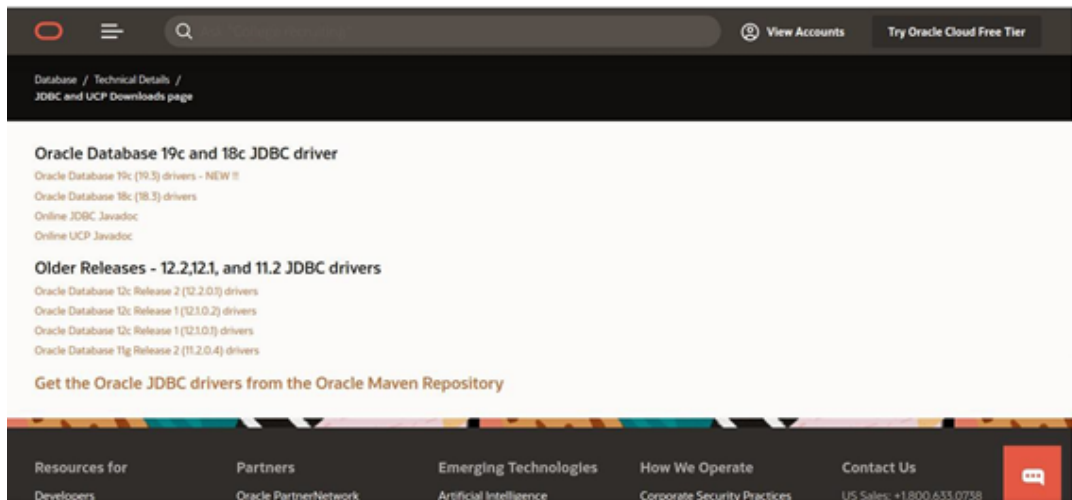 View Accounts
Try Oracle Cloud Free Tier
Database / Technical Details /
JDBC and UCP Downloads page
Oracle Database 19c and 18c JDBC driver
Oracle Database 19c (19.3) drivers - NEW !!
Oracle Database 18c (18.3) drivers
Online JDBC Javadoc
Online UCP Javadoc
Older Releases - 12.2,12.1, and 11.2 JDBC drivers
Oracle Database 12c Release 2 (12.2.0.1) drivers
Oracle Database 12c Release 1 (12.1.0.2) drivers
Oracle Database 12c Release 1 (12.1.0.1) drivers
Oracle Database 11g Release 2 (11.2.0.4) drivers
Get the Oracle JDBC drivers from the Oracle Maven Repository
Resources for
Partners
Emerging Technologies
How We Operate
Contact Us
Developers
Oracle PartnerNetwork
Artificial Intelligence
Corporate Security Practices
US Sales: +1.800.633.0738